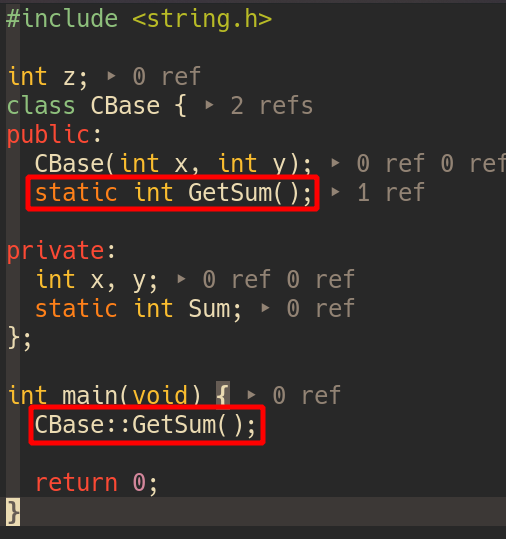 #include <string.h>
int z; ▸ 0 ref
class CBase { ▸ 2 refs
public:
CBase(int x, int y); ▸ 0 ref 0 ref
static int GetSum(); ▸ 1 ref
private:
int x, y; ▸ 0 ref 0 ref
static int Sum; ▸ 0 ref
};
int main(void) { ▸ 0 ref
CBase::GetSum();
return 0;
}